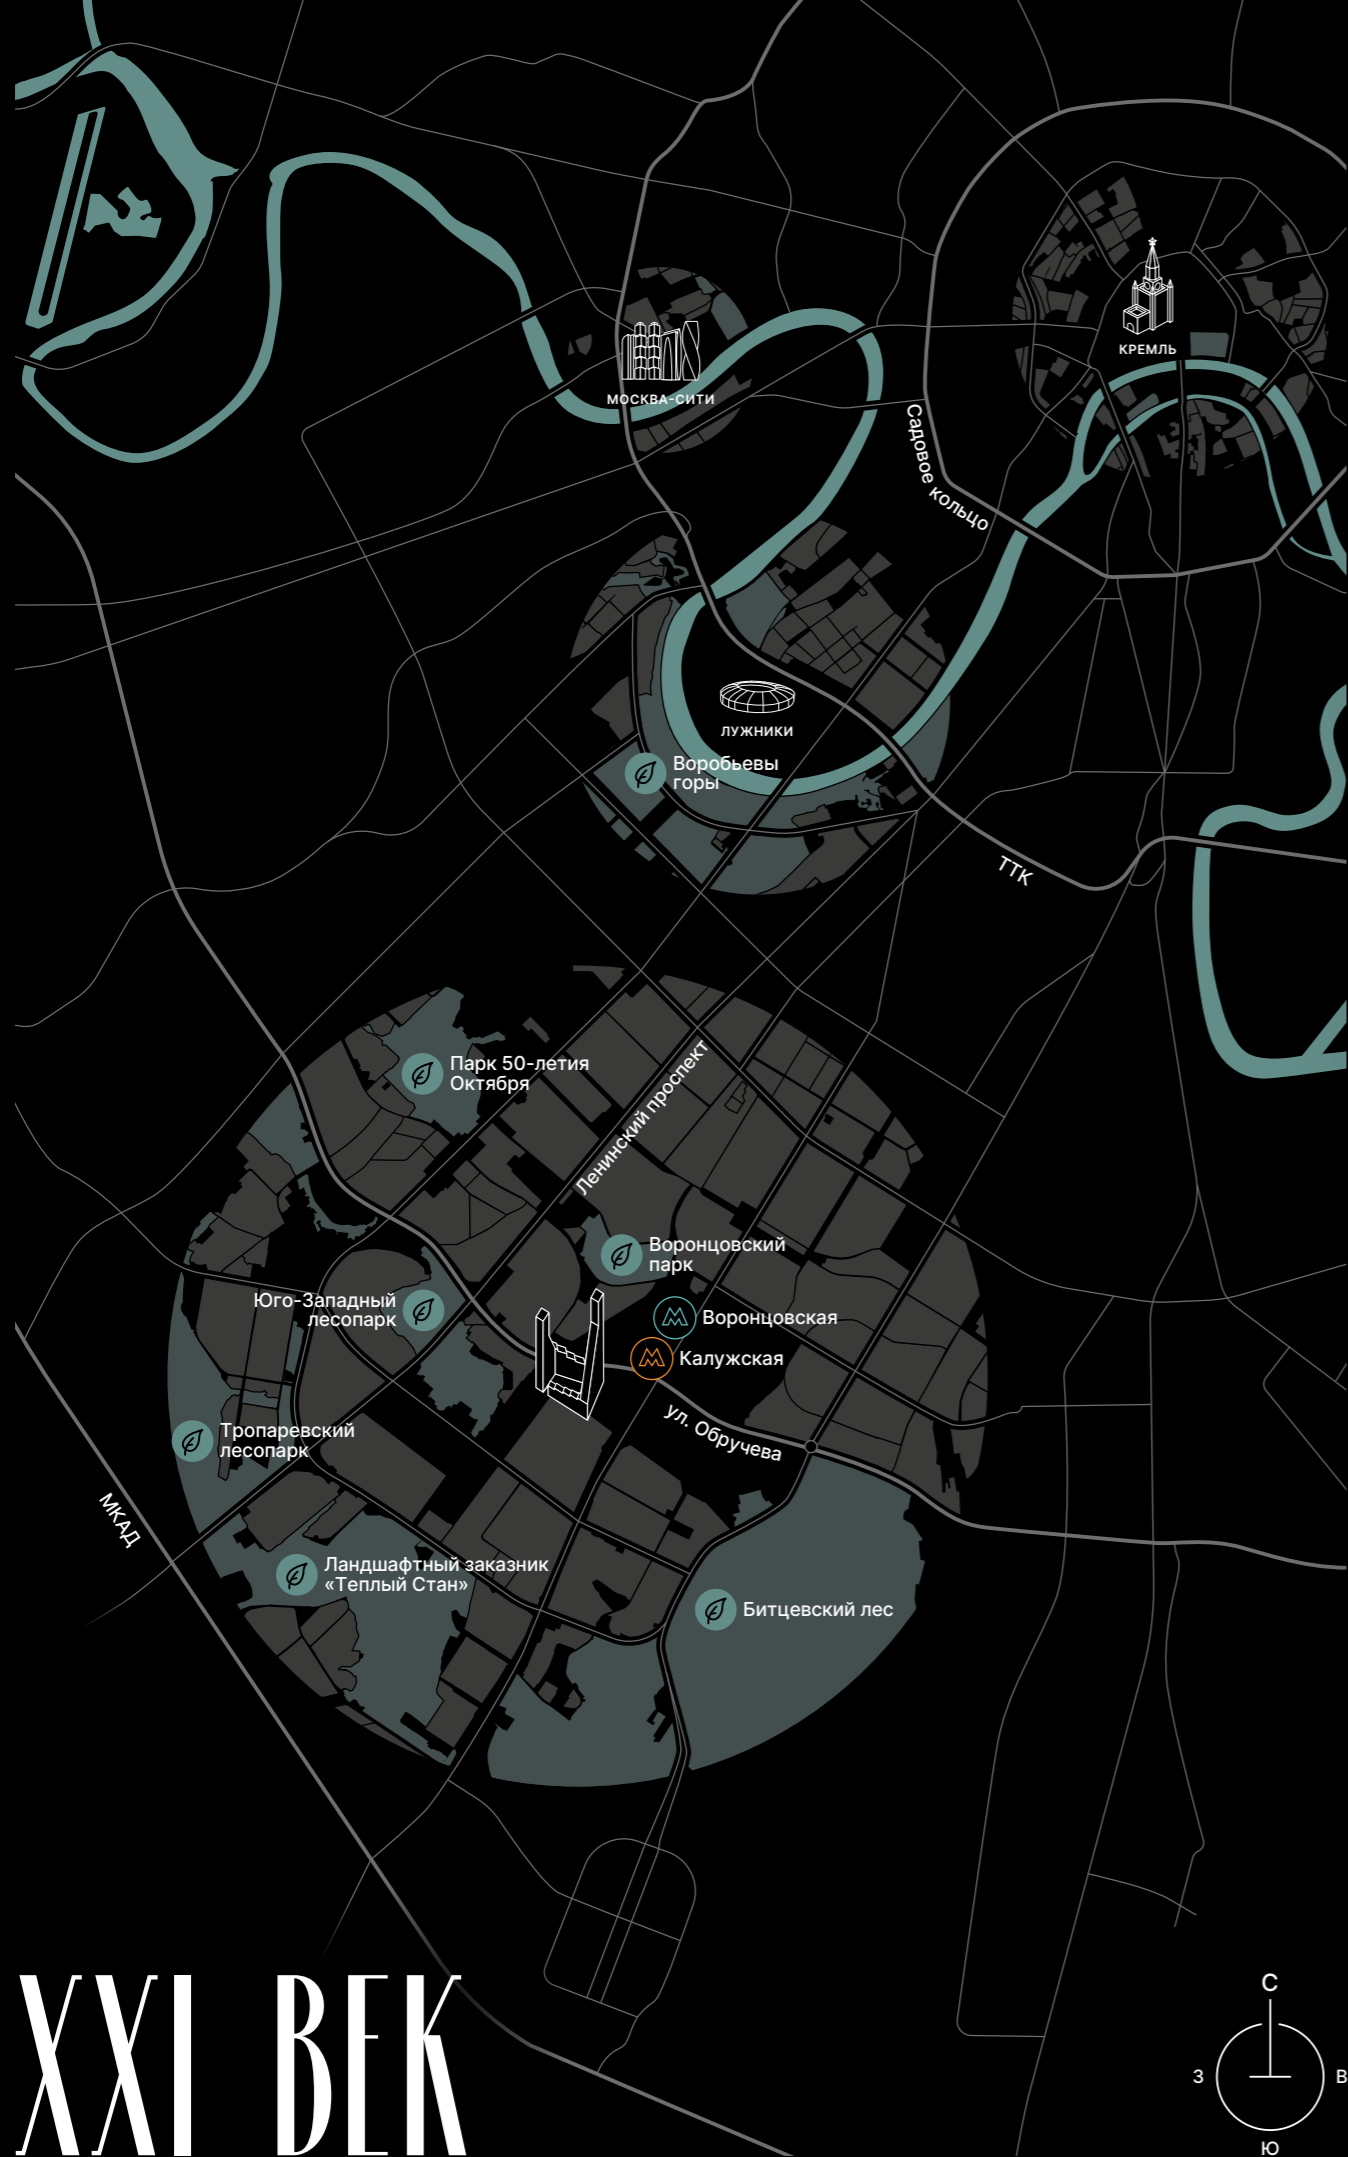 КРЕМЛЬ
МОСКВА-СИТИ
Садовое кольцо
ЛУЖНИКИ
Воробьевы
горы
ТТК
Парк 50-летия
Октября
Ленинский проспект
Воронцовский
парк
Юго-Западный
лесопарк
Воронцовская
Калужская
ул. Обручева
Тропаревский
лесопарк
МКАД
Ландшафтный заказник
«Теплый Стан»
Битцевский лес
XXI ВЕК
С
З
В
Ю